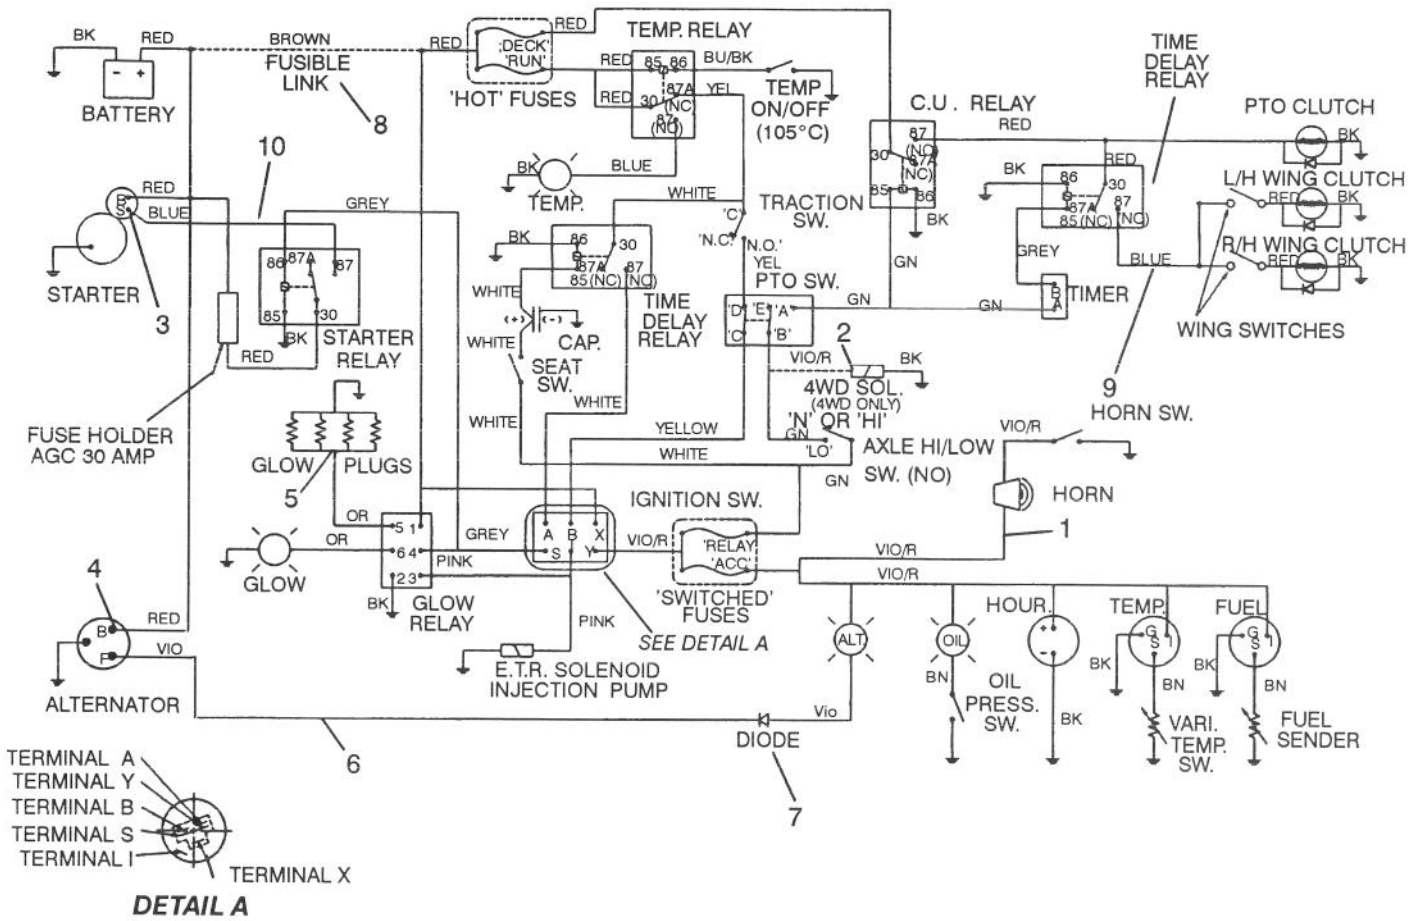 BK
RED
BROWN
FUSIBLE
LINK
- +
BATTERY
8
RED
;DECK'
'RUN'
'HOT' FUSES
RED
TEMP. RELAY
RED
85 86
BU/BK
RED
30
87A
(NC
YEL
87
(NO)
TEMP
ON/OFF
(105°C)
BK
TEMP.
BLUE
WHITE
C.U. RELAY
87
(NO)
30
87A
(NC)
85
86
BK
RED
TIME
DELAY
RELAY
PTO CLUTCH
BK
BK
86
RED
30
87A
85(NC)
87
(NC)
L/H WING CLUTCH
RED
BK
R/H WING CLUTCH
RED
BK
BLUE
GREY
B
A
TIMER
WING SWITCHES
9
10
B
S
RED
BLUE
STARTER
3
GREY
86
87A
87
85
30
BK
RED
STARTER
RELAY
FUSE HOLDER
AGC 30 AMP
BK
86
30
87A
85(NC)
87
(NC)
WHITE
(+)
(-)
CAP.
TIME
DELAY
RELAY
WHITE
SEAT
SW.
WHITE
WHITE
TRACTION
SW.
'C'
'N.C.'
N.O.'
YEL
PTO SW.
'D'
'E'
'A'
'C'
'B'
GN
GN
GN
2
VIO/R
BK
4WD SOL.
(4WD ONLY)
'N' OR 'HI'
GN
'LO'
AXLE HI/LOW
SW. (NO)
YELLOW
WHITE
GN
HORN SW.
VIO/R
HORN
1
GLOW PLUGS
5
OR
OR
GLOW
5 1
6 4
2 3
BK
GLOW
RELAY
GREY
PINK
IGNITION SW.
A B X
S Y
VIO/R
'RELAY
'ACC'
'SWITCHED'
FUSES
SEE DETAIL A
PINK
E.T.R. SOLENOID
INJECTION PUMP
VIO/R
VIO/R
4
B
F
RED
VIO
ALTERNATOR
6
DIODE
7
Vio
ALT.
OIL
BN
OIL
PRESS.
SW.
HOUR.
+ +
-
BK
TEMP.
G
S
I
BK
BN
VARI.
TEMP.
SW.
FUEL
G
S
I
BK
BN
FUEL
SENDER
TERMINAL A
TERMINAL Y
TERMINAL B
TERMINAL S
TERMINAL I
TERMINAL X
DETAIL A